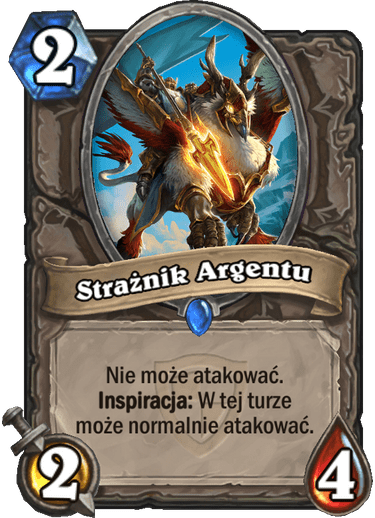 2
Strażnik Argentu
Nie może atakować.
Inspiracja: W tej turze
może normalnie atakować.
2
4